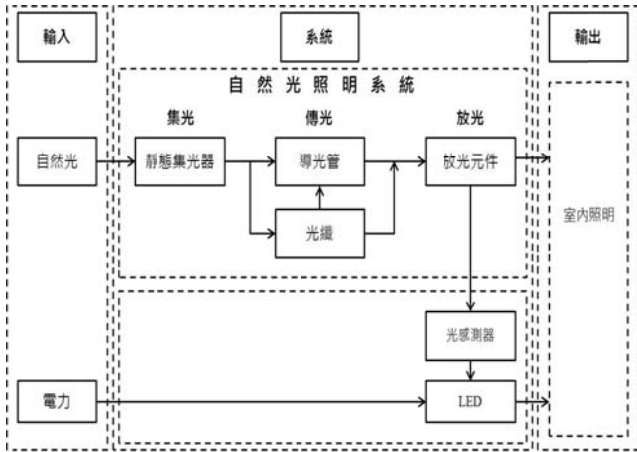 輸入
系統
輸出
自然光照明系統
集光
傳光
放光
自然光
靜態集光器
導光管
放光元件
光纖
室內照明
光感測器
電力
LED